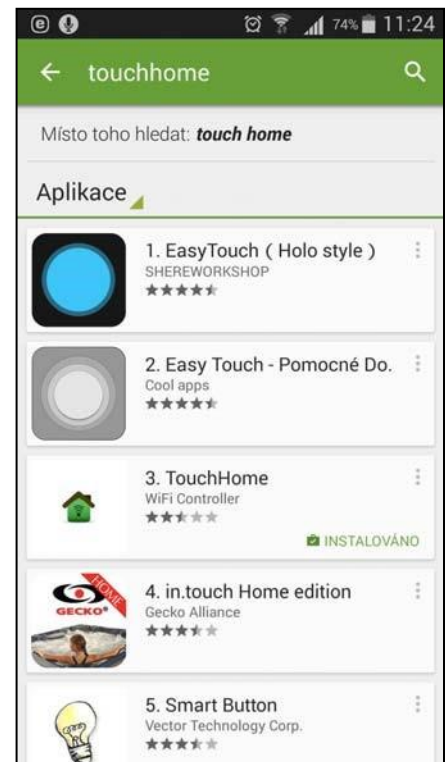 74% 11:24
touchhome
Místo toho hledat: touch home
Aplikace
1. EasyTouch ( Holo style )
SHEREWORKSHOP
2. Easy Touch - Pomocné Do.
Cool apps
3. TouchHome
WiFi Controller
INSTALOVÁNO
HOME
GECKO®
4. in.touch Home edition
Gecko Alliance
5. Smart Button
Vector Technology Corp.